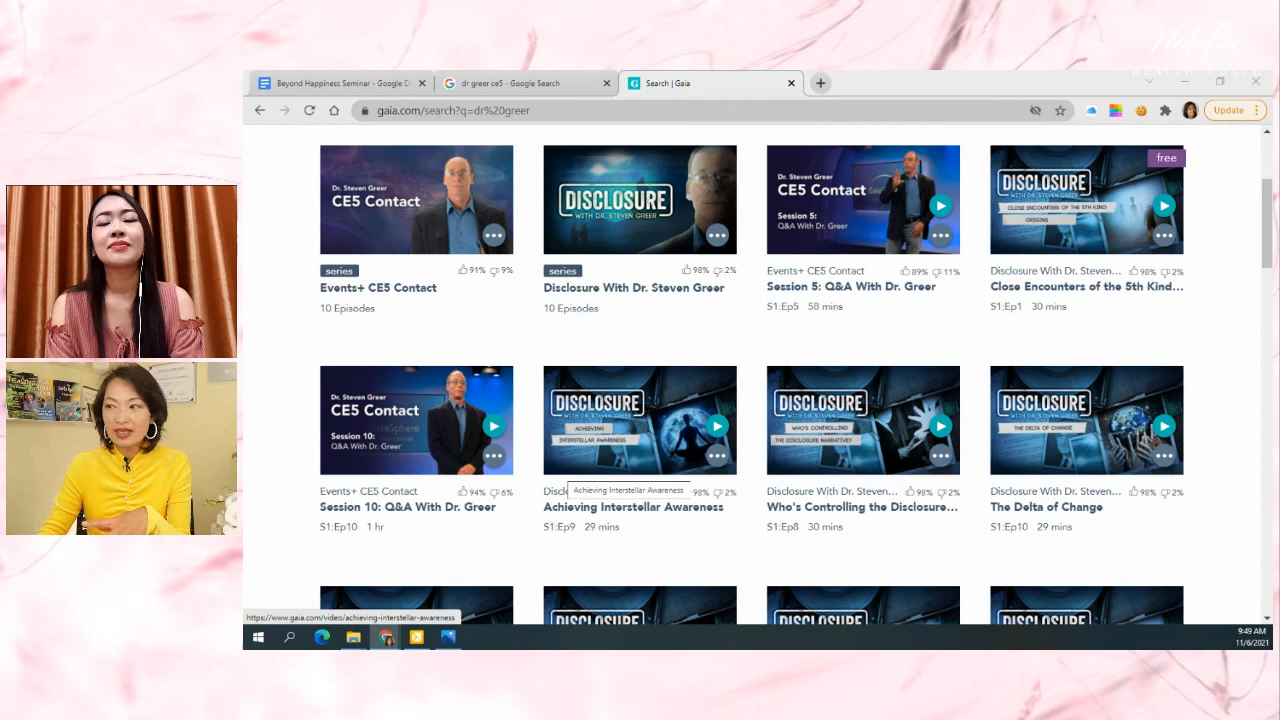 Natalie
HEALTH COACH
Beyond Happiness Seminar - Google D
dr greer ce5 - Google Search
Search | Gaia
gaia.com/search?q=dr%20greer
Update
Dr. Steven Greer
CE5 Contact
DISCLOSURE
WITH DR. STEVEN GREER
Dr. Steven Greer
CE5 Contact
Session 5:
Q&A With Dr. Greer
free
DISCLOSURE
WITH DR. STEVEN GREER
CLOSE ENCOUNTERS OF THE 5TH KIND
ORIGINS
series
91% 9%
series
98% 2%
Events+ CE5 Contact
89% 11%
Disclosure With Dr. Steven...
98% 2%
Events+ CE5 Contact
Disclosure With Dr. Steven Greer
Session 5: Q&A With Dr. Greer
Close Encounters of the 5th Kind...
10 Episodes
10 Episodes
S1:Ep5 58 mins
S1:Ep1 30 mins
Dr. Steven Greer
CE5 Contact
Session 10:
Q&A With Dr. Greer
DISCLOSURE
WITH DR. STEVEN GREER
ACHIEVING
INTERSTELLAR AWARENESS
DISCLOSURE
WITH DR. STEVEN GREER
WHO'S CONTROLLING
THE DISCLOSURE NARRATIVE?
DISCLOSURE
WITH DR. STEVEN GREER
THE DELTA OF CHANGE
Events+ CE5 Contact
94% 6%
Discl
Achieving Interstellar Awareness
98% 2%
Disclosure With Dr. Steven...
98% 2%
Disclosure With Dr. Steven...
98% 2%
Session 10: Q&A With Dr. Greer
Achieving Interstellar Awareness
Who's Controlling the Disclosure...
The Delta of Change
S1:Ep10 1 hr
S1:Ep9 29 mins
S1:Ep8 30 mins
S1:Ep10 29 mins
https://www.gaia.com/video/achieving-interstellar-awareness
9:49 AM
11/6/2021
HEALING